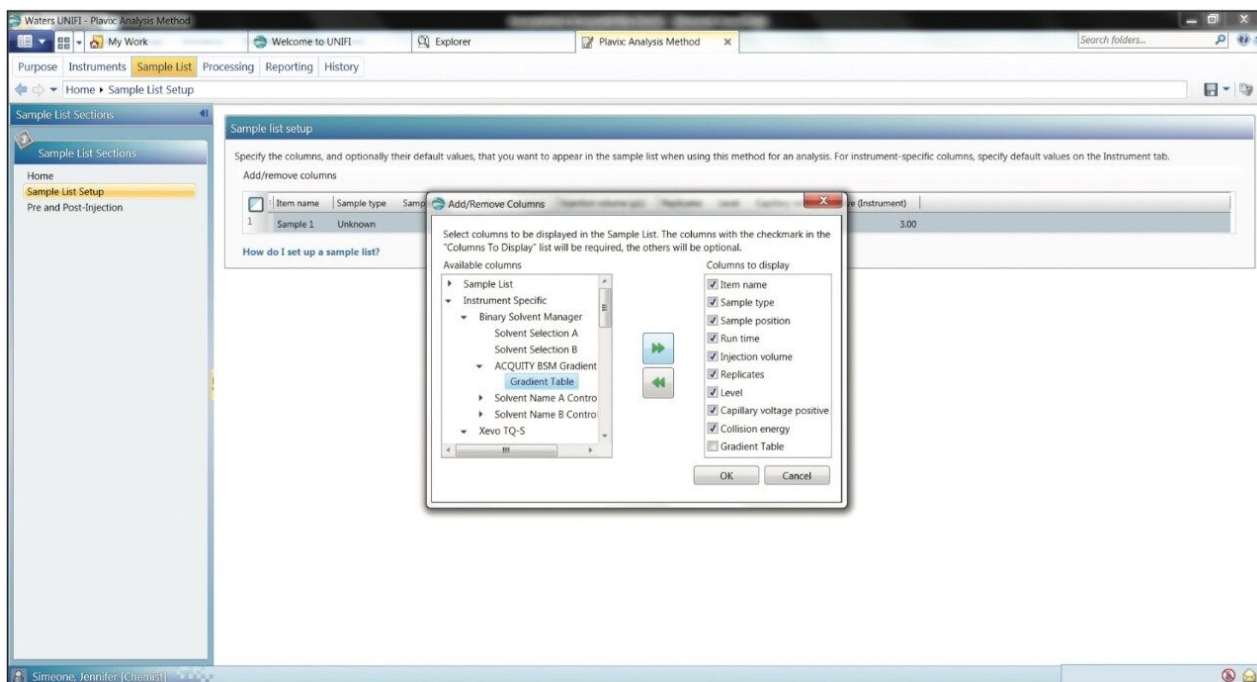 Waters UNIFI - Plavix Analysis Method
My Work
Welcome to UNIFI
Explorer
Plavix Analysis Method
Search folders...
Purpose Instruments Sample List Processing Reporting History
Home Sample List Setup
Sample List Sections
Sample List Sections
Home
Sample List Setup
Pre and Post-Injection
Sample list setup
Specify the columns, and optionally their default values, that you want to appear in the sample list when using this method for an analysis. For instrument-specific columns, specify default values on the Instrument tab.
Add/remove columns
Item name Sample type Samp ve (Instrument)
1 Sample 1 Unknown 3.00
How do I set up a sample list?
Add/Remove Columns
Select columns to be displayed in the Sample List. The columns with the checkmark in the
"Columns To Display" list will be required, the others will be optional.
Available columns
Sample List
Instrument Specific
Binary Solvent Manager
Solvent Selection A
Solvent Selection B
ACQUITY BSM Gradient
Gradient Table
Solvent Name A Contro
Solvent Name B Contro
Xevo TQ-S
Columns to display
Item name
Sample type
Sample position
Run time
Injection volume
Replicates
Level
Capillary voltage positive
Collision energy
Gradient Table
OK Cancel
Simeone, Jennifer [Chemist]